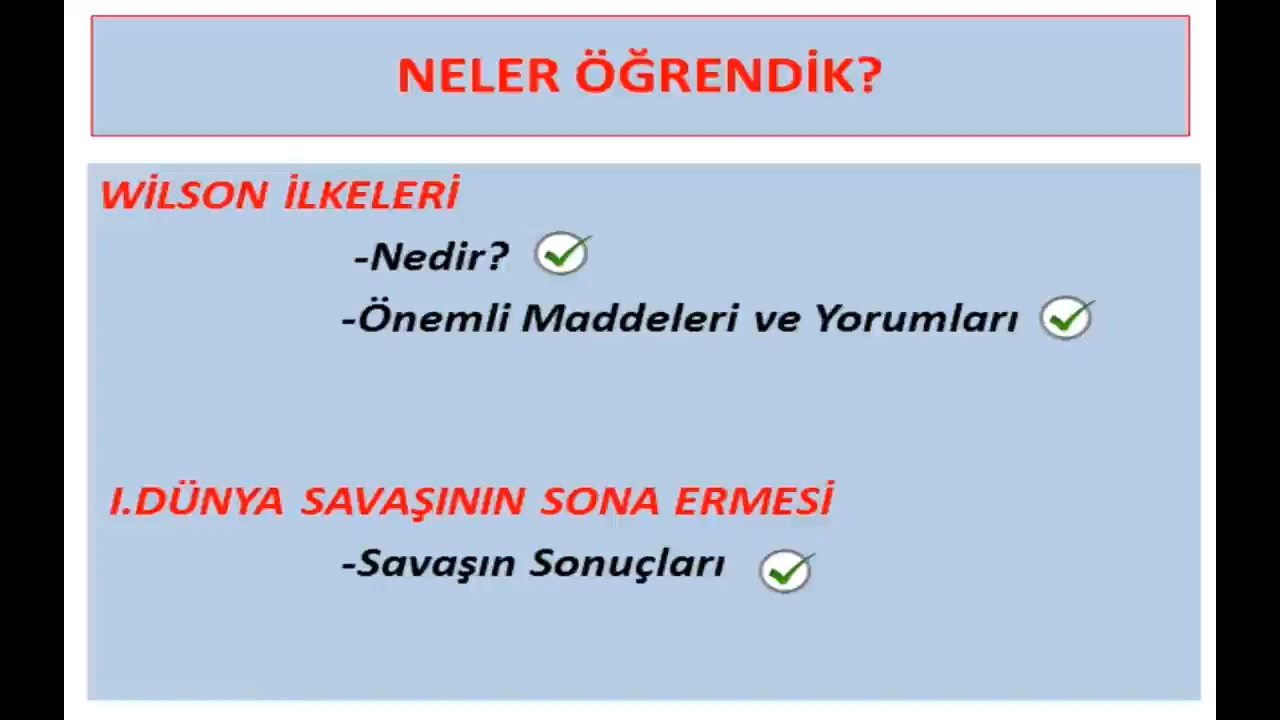 NELER ÖĞRENDİK?
WİLSON İLKELERİ
-Nedir?
-Önemli Maddeleri ve Yorumları
I.DÜNYA SAVAŞININ SONA ERMESİ
-Savaşın Sonuçları